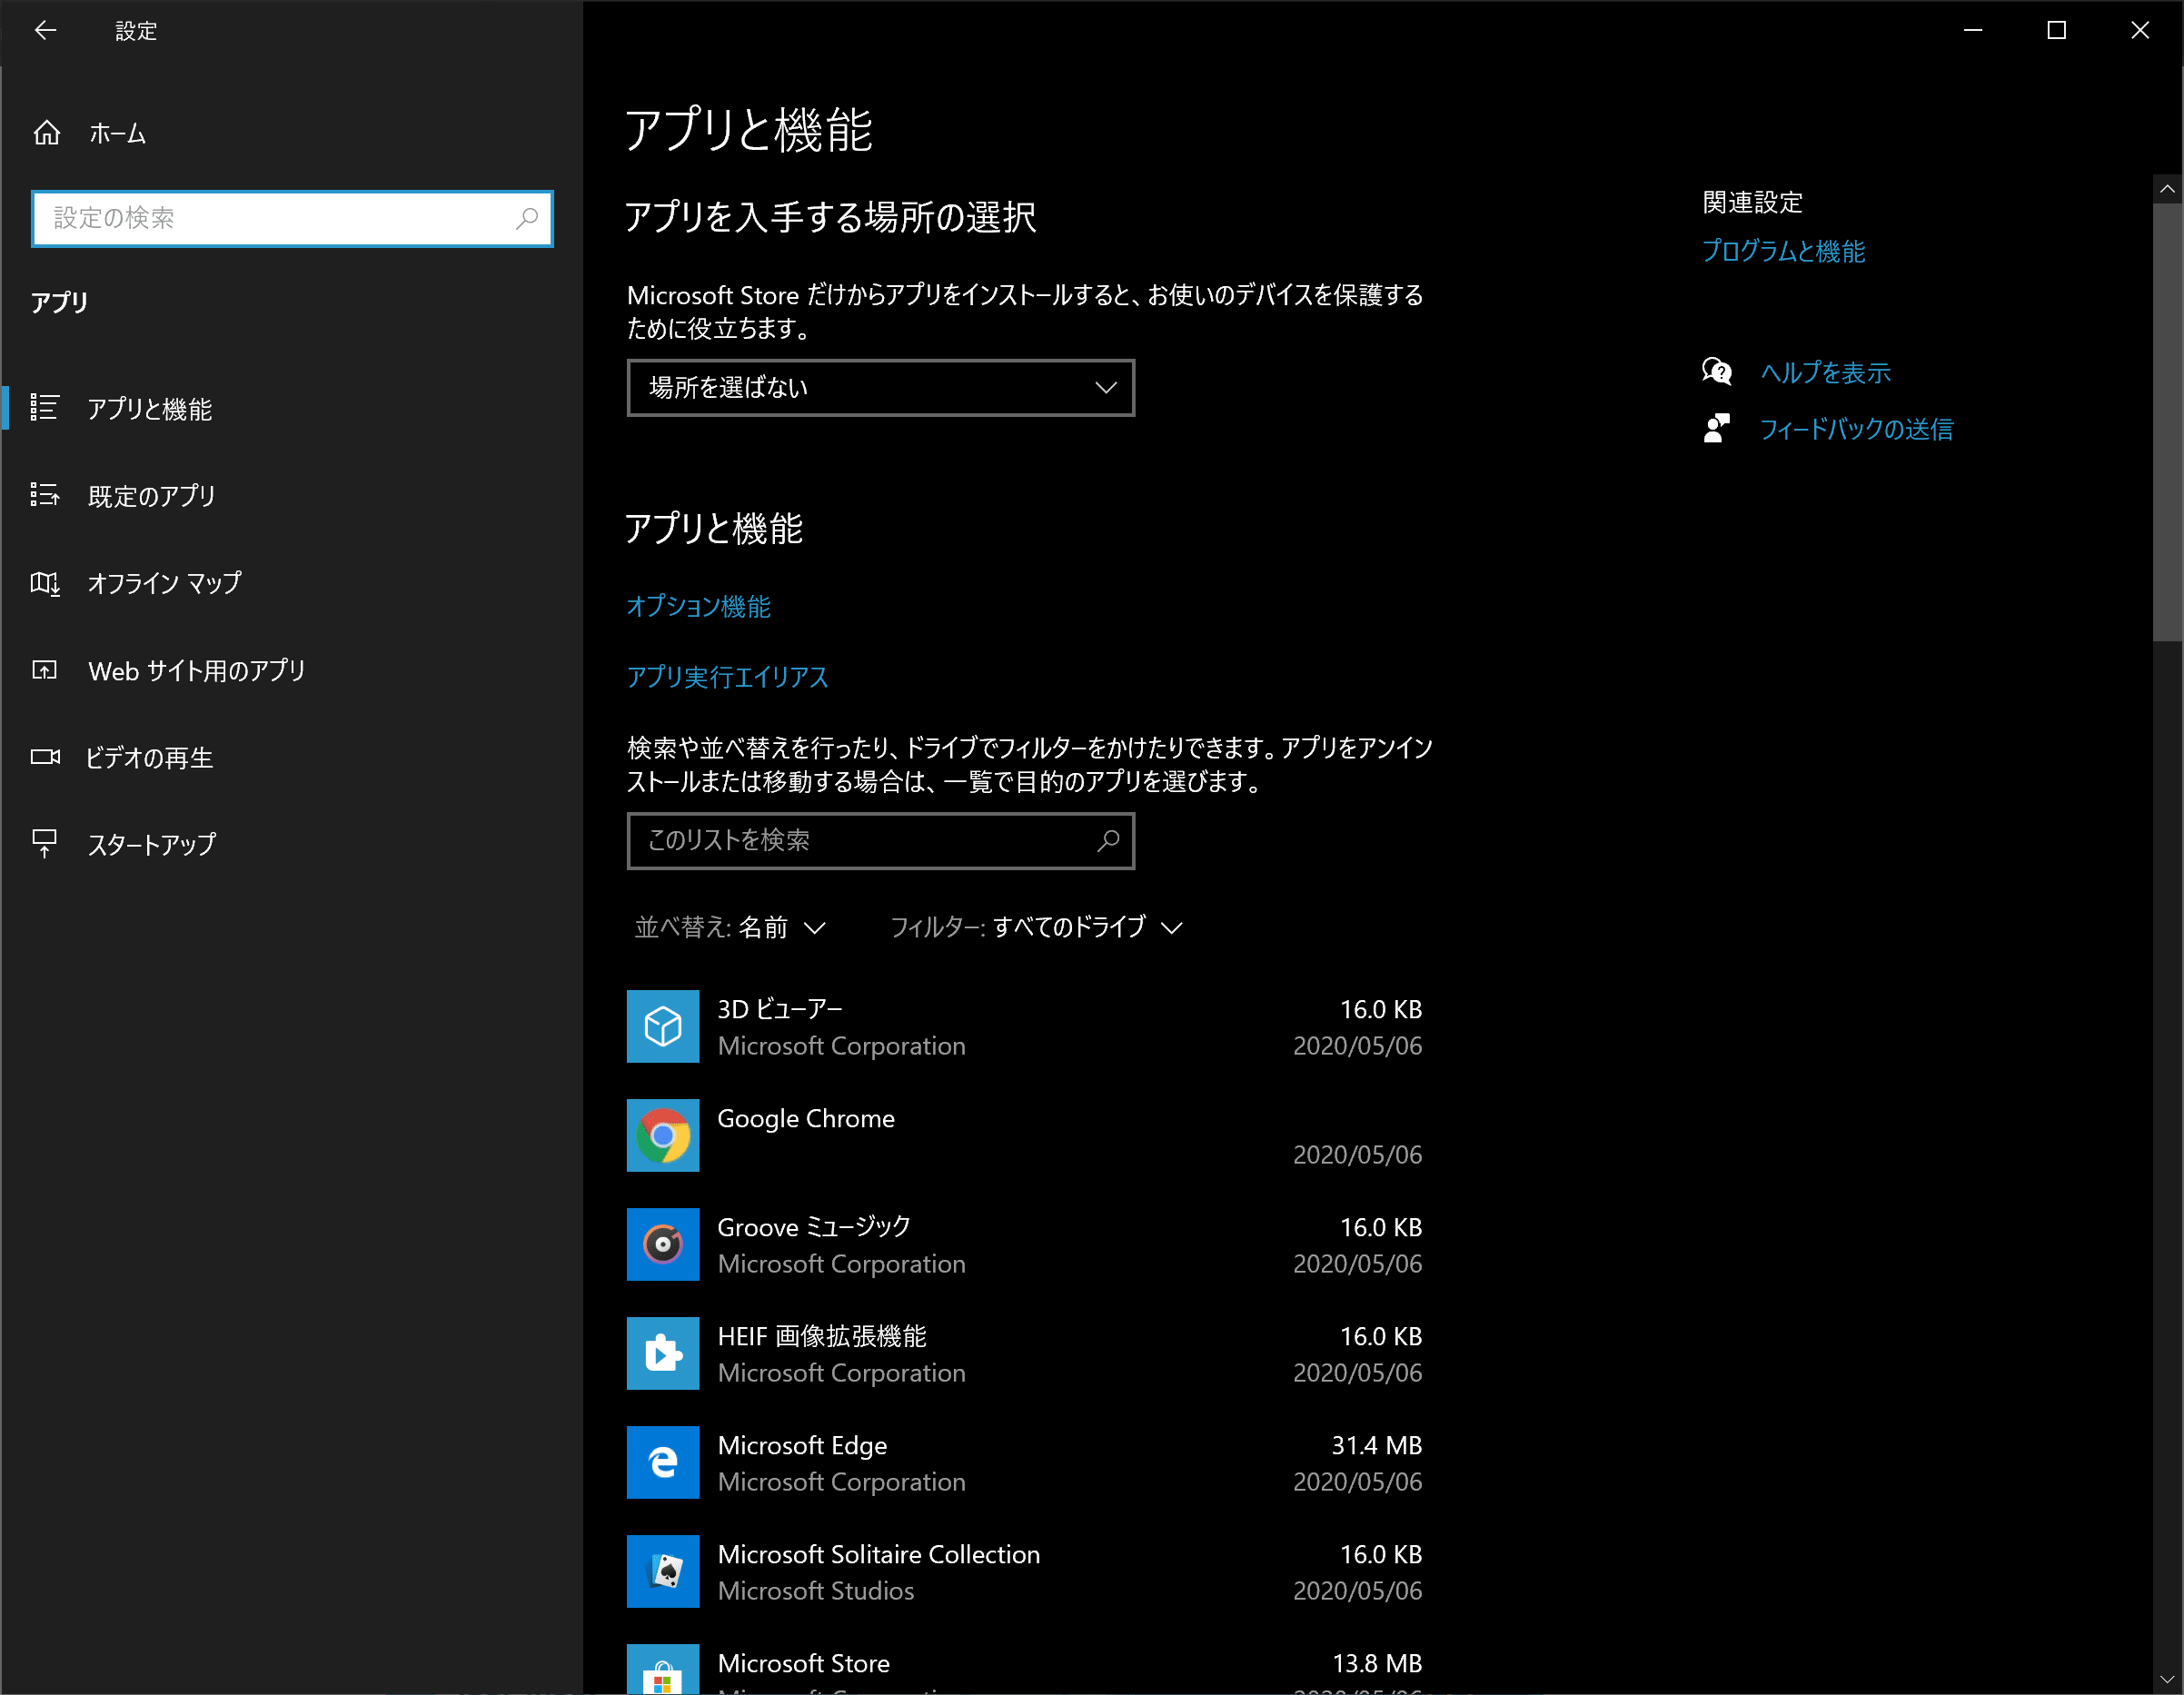 設定
ホーム
設定の検索
アプリ
アプリと機能
既定のアプリ
オフライン マップ
Web サイト用のアプリ
ビデオの再生
スタートアップ
アプリと機能
アプリを入手する場所の選択
Microsoft Store だけからアプリをインストールすると、お使いのデバイスを保護する
ために役立ちます。
場所を選ばない
アプリと機能
オプション機能
アプリ実行エイリアス
検索や並べ替えを行ったり、ドライブでフィルターをかけたりできます。アプリをアンイン
ストールまたは移動する場合は、一覧で目的のアプリを選びます。
このリストを検索
並べ替え: 名前 フィルター: すべてのドライブ
3D ビューアー 16.0 KB
Microsoft Corporation 2020/05/06
Google Chrome
2020/05/06
Groove ミュージック 16.0 KB
Microsoft Corporation 2020/05/06
HEIF 画像拡張機能 16.0 KB
Microsoft Corporation 2020/05/06
Microsoft Edge 31.4 MB
Microsoft Corporation 2020/05/06
Microsoft Solitaire Collection 16.0 KB
Microsoft Studios 2020/05/06
Microsoft Store 13.8 MB
関連設定
プログラムと機能
ヘルプを表示
フィードバックの送信